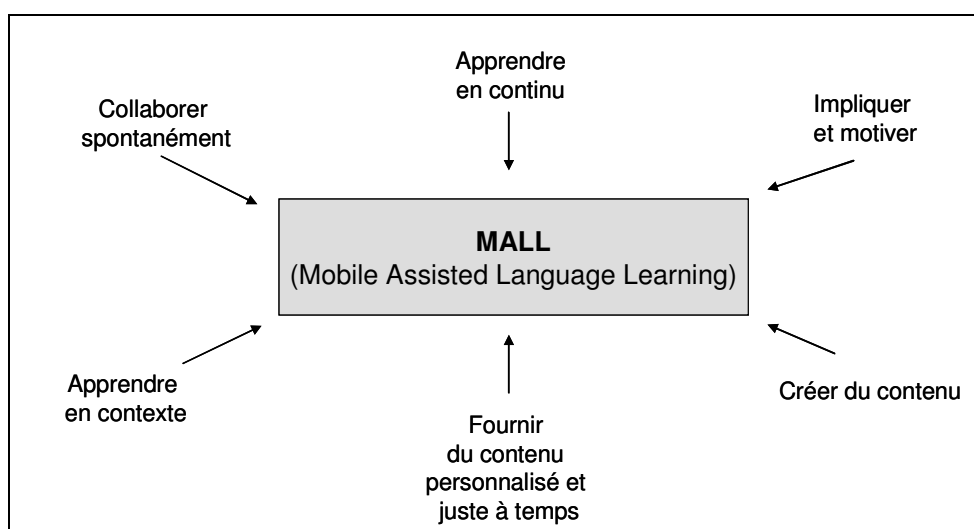 Apprendre
en continu
Collaborer
spontanément
Impliquer
et motiver
MALL
(Mobile Assisted Language Learning)
Apprendre
en contexte
Fournir
du contenu
personnalisé et
juste à temps
Créer du contenu